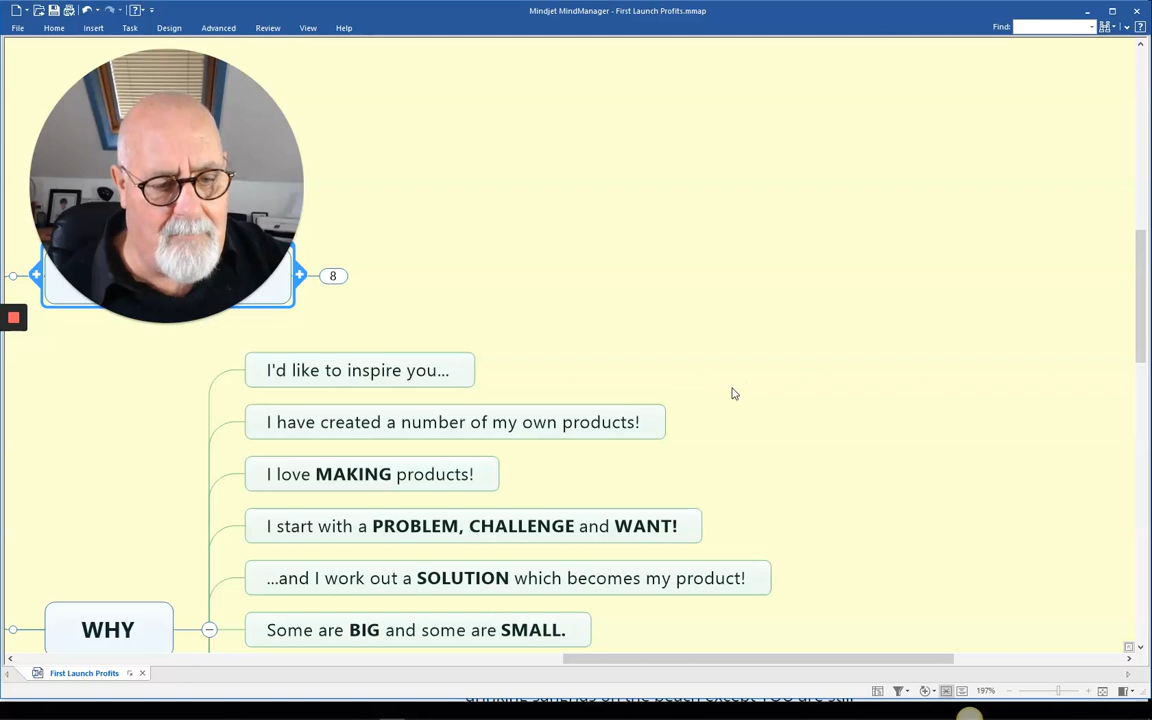 Mindjet MindManager - First Launch Profits.mmap
File Home Insert Task Design Advanced Review Show Help
Find:
8
I'd like to inspire you...
I have created a number of my own products!
I love MAKING products!
I start with a PROBLEM, CHALLENGE and WANT!
...and I work out a SOLUTION which becomes my product!
WHY
Some are BIG and some are SMALL.
First Launch Profits
197%